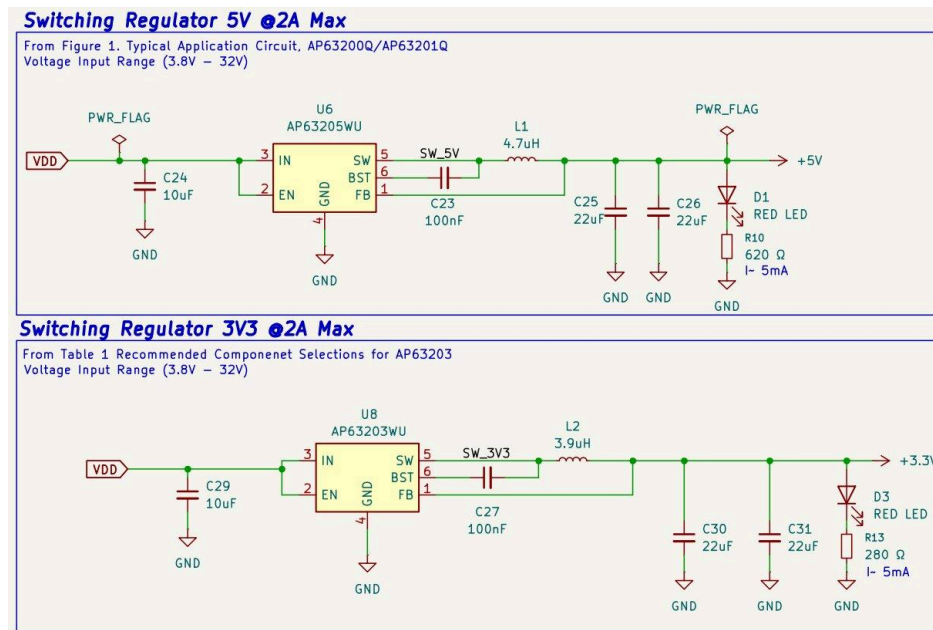 Switching Regulator 5V @2A Max
From Figure 1. Typical Application Circuit, AP63200Q/AP63201Q
Voltage Input Range (3.8V – 32V)
PWR_FLAG
VDD
C24
10uF
GND
U6
AP63205WU
3 IN
2 EN
GND
4
SW 5
BST 6
FB 1
GND
SW_5V
C23
100nF
L1
4.7uH
C25
22uF
GND
C26
22uF
GND
PWR_FLAG
+5V
D1
RED LED
R10
620 Ω
I~ 5mA
GND
Switching Regulator 3V3 @2A Max
From Table 1 Recommended Componenet Selections for AP63203
Voltage Input Range (3.8V – 32V)
VDD
C29
10uF
GND
U8
AP63203WU
3 IN
2 EN
GND
4
SW 5
BST 6
FB 1
GND
SW_3V3
C27
100nF
L2
3.9uH
C30
22uF
GND
C31
22uF
GND
+3.3V
D3
RED LED
R13
280 Ω
I~ 5mA
GND